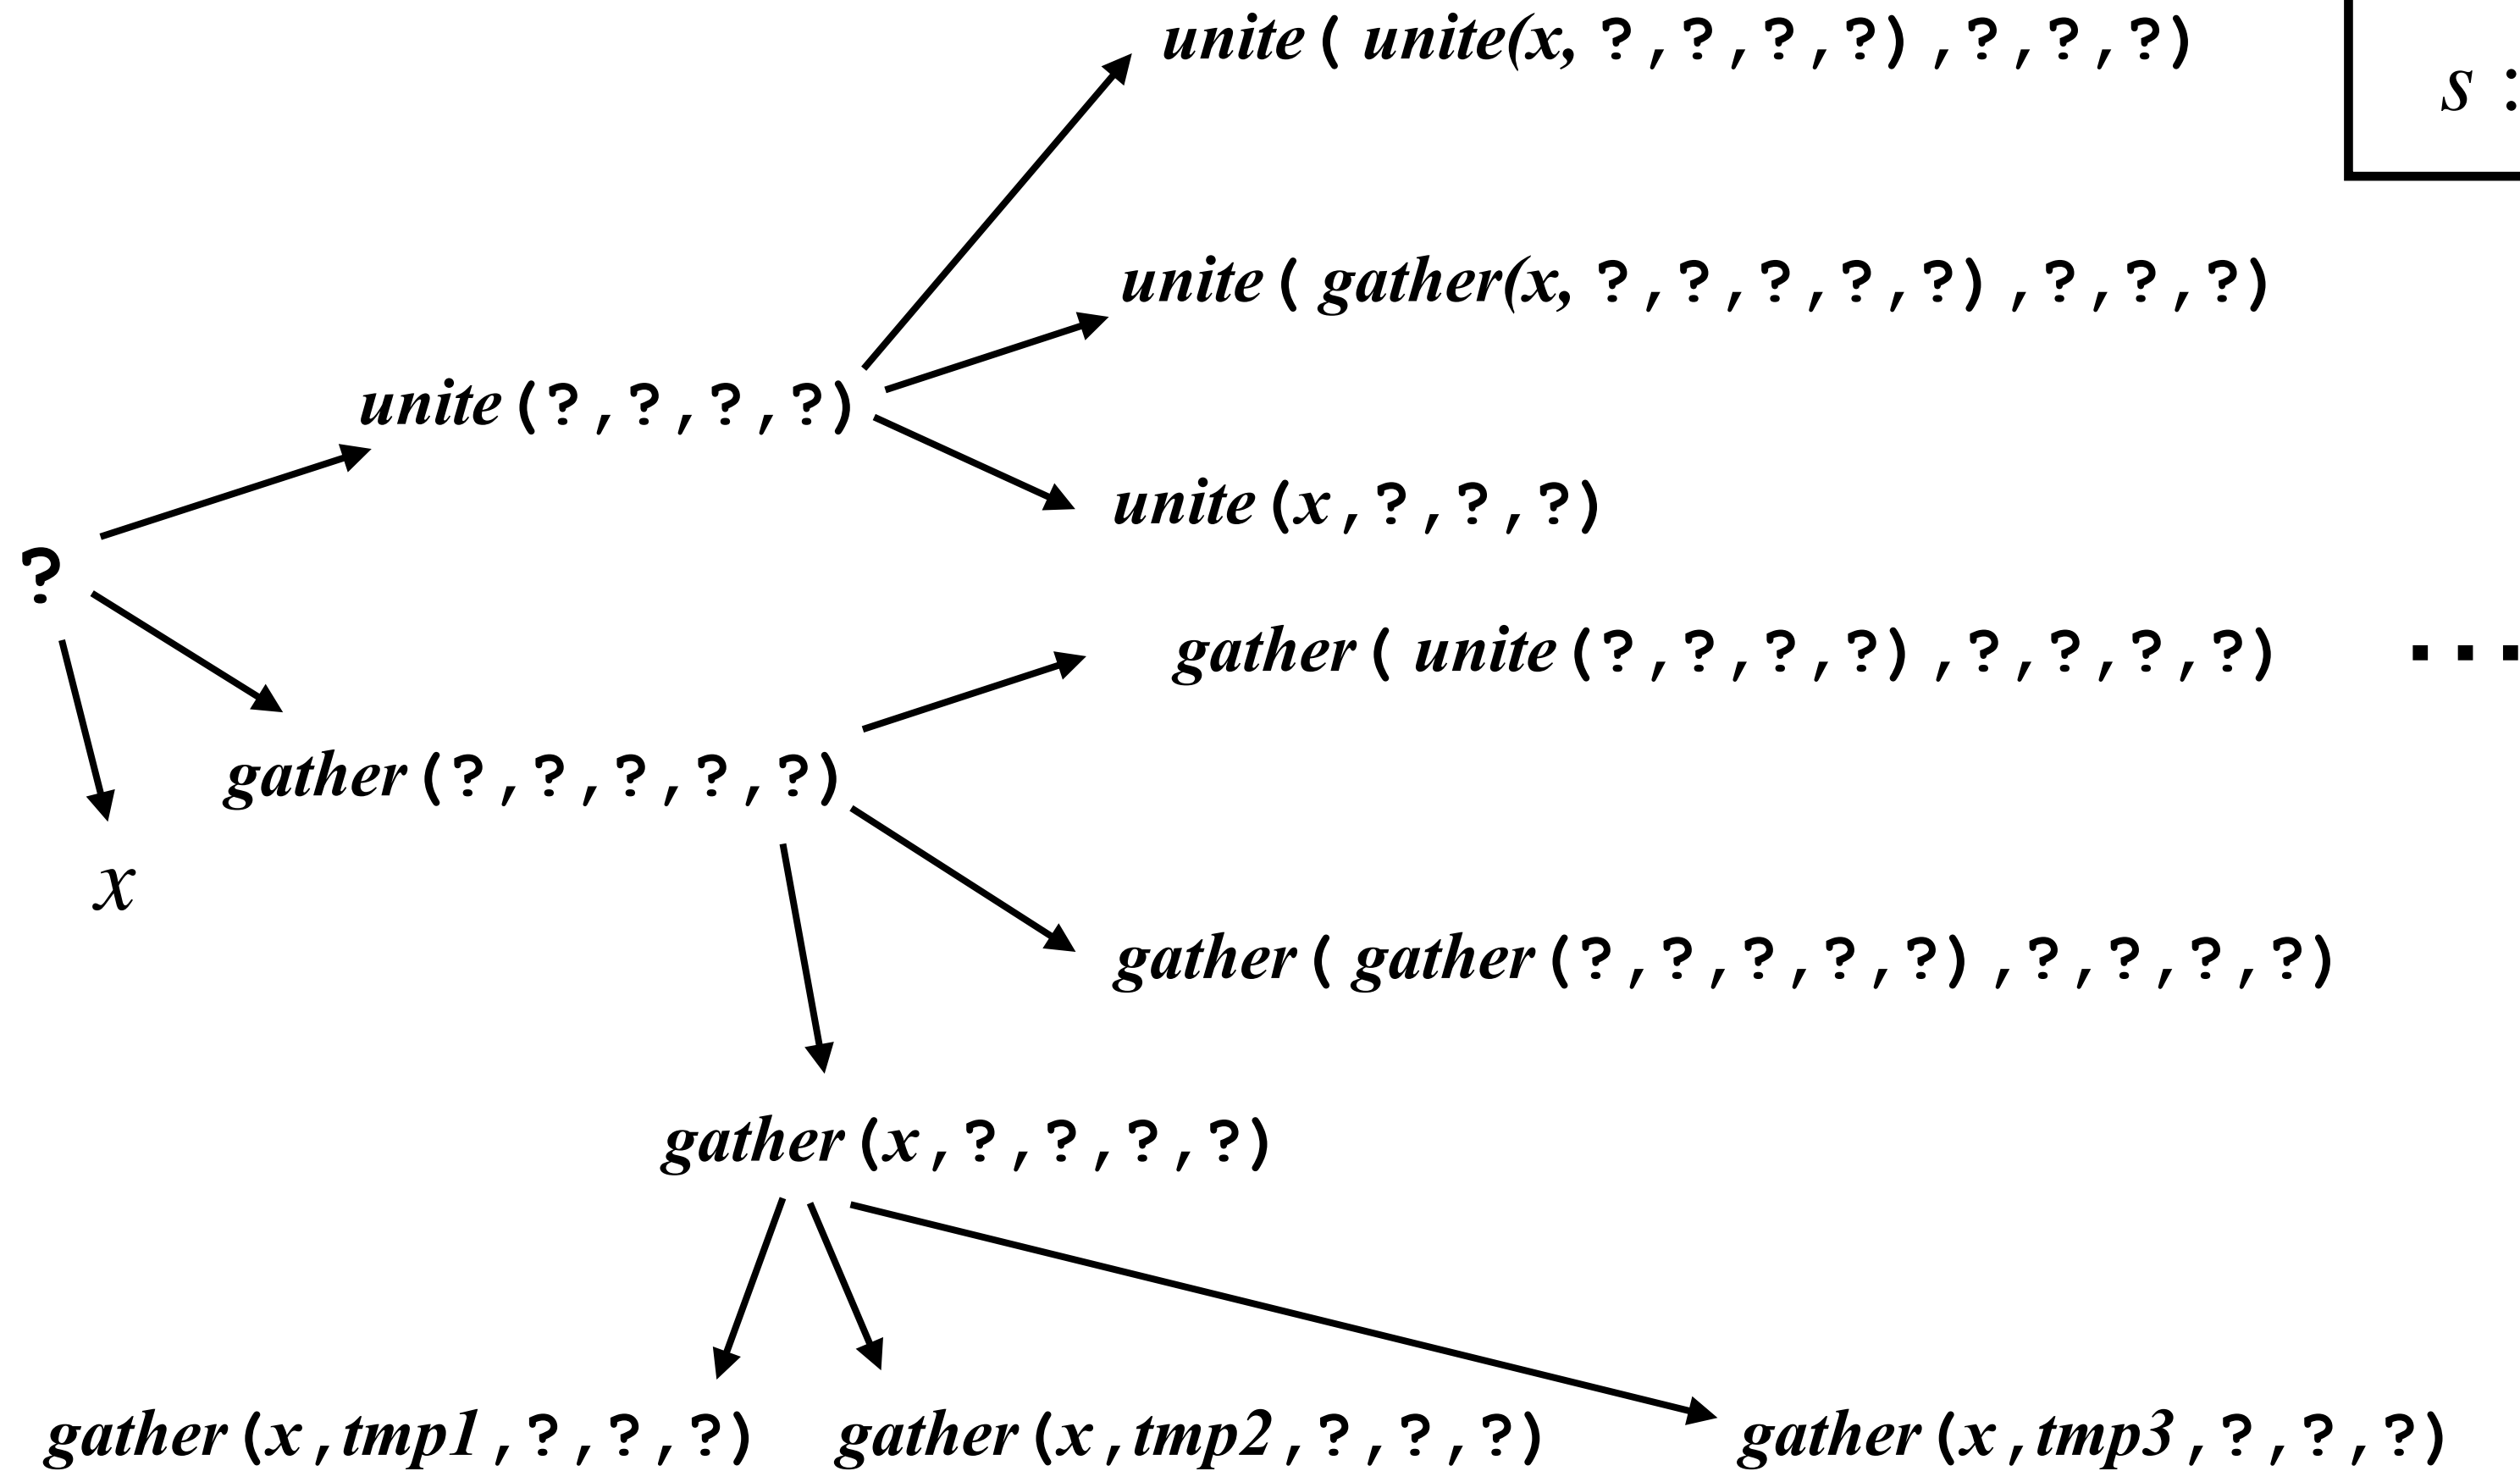 unite( unite(x, ?,?,?,?),?,?,?)
s :
unite( gather(x, ?,?,?,?,?),?,?,?)
unite(?,?,?,?)
unite(x,?,?,?)
?
gather( unite(?,?,?,?),?,?,?,?) ...
gather(?,?,?,?,?)
x
gather( gather(?,?,?,?,?),?,?,?,?)
gather(x,?,?,?,?)
gather(x,tmp1,?,?,?) gather(x,tmp2,?,?,?) gather(x,tmp3,?,?,?)